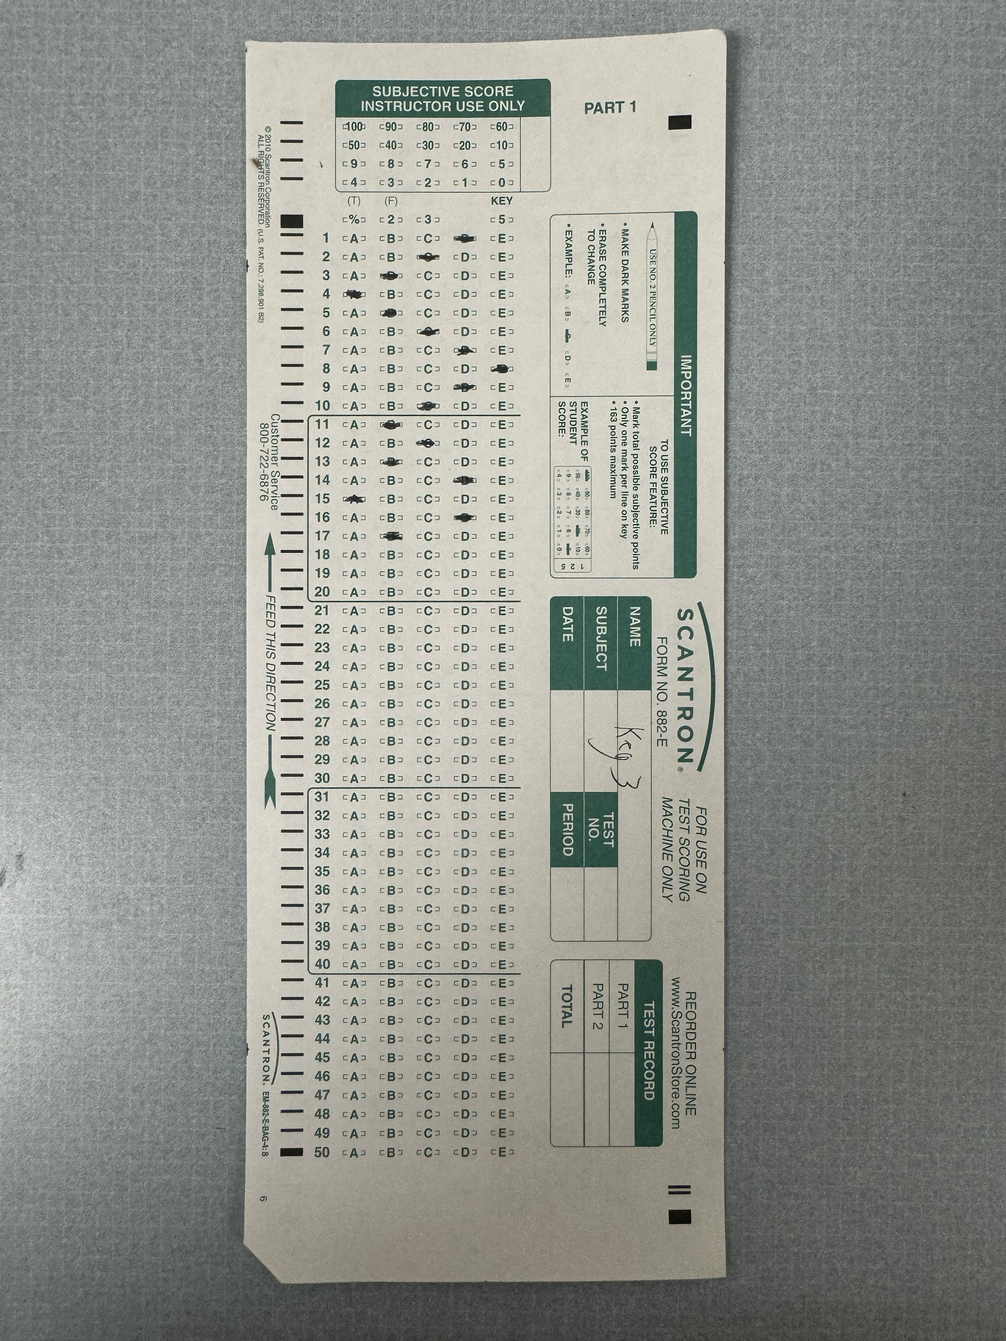 SUBJECTIVE SCORE
INSTRUCTOR USE ONLY
100 90 80 70 60
50 40 30 20 10
9 8 7 6 5
4 3 2 1 0
PART 1
(T) (F) KEY
% 2 3 5
1 A B C E
2 A B D E
3 A C D E
4 B C D E
5 A C D E
6 A B D E
7 A B C E
8 A B C D
9 A B C E
10 A B D E
11 A C D E
12 A B D E
13 A C D E
14 A B C E
15 B C D E
16 A B C E
17 A C D E
18 A B C D E
19 A B C D E
20 A B C D E
21 A B C D E
22 A B C D E
23 A B C D E
24 A B C D E
25 A B C D E
26 A B C D E
27 A B C D E
28 A B C D E
29 A B C D E
30 A B C D E
31 A B C D E
32 A B C D E
33 A B C D E
34 A B C D E
35 A B C D E
36 A B C D E
37 A B C D E
38 A B C D E
39 A B C D E
40 A B C D E
41 A B C D E
42 A B C D E
43 A B C D E
44 A B C D E
45 A B C D E
46 A B C D E
47 A B C D E
48 A B C D E
49 A B C D E
50 A B C D E
© 2010 Scantron Corporation
ALL RIGHTS RESERVED. (U.S. PAT. NO.: 7,298,901 B2)
Customer Service
800-722-6876
FEED THIS DIRECTION
SCANTRON.
6
IMPORTANT
USE NO. 2 PENCIL ONLY
• MAKE DARK MARKS
• ERASE COMPLETELY
TO CHANGE
• EXAMPLE: A B D E
TO USE SUBJECTIVE
SCORE FEATURE:
• Mark total possible subjective points
• Only one mark per line on key
• 163 points maximum
EXAMPLE OF
STUDENT
SCORE:
SCANTRON®
FORM NO. 882-E
FOR USE ON
TEST SCORING
MACHINE ONLY
NAME Key 3
SUBJECT
TEST
NO.
DATE
PERIOD
REORDER ONLINE
www.ScantronStore.com
TEST RECORD
PART 1
PART 2
TOTAL